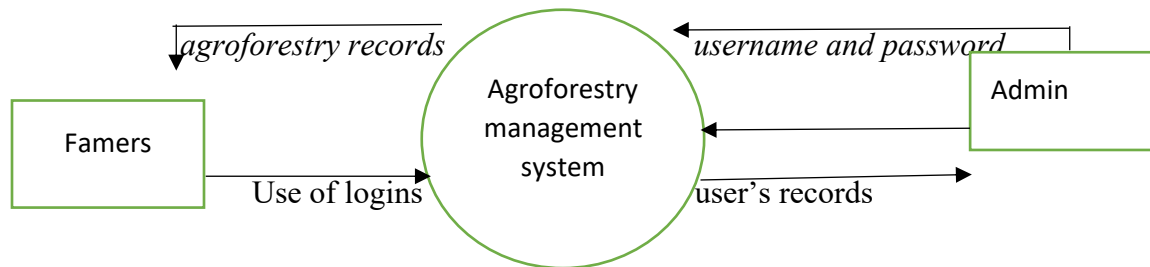 agroforestry records
username and password
Agroforestry
management
system
Admin
Famers
Use of logins
user’s records